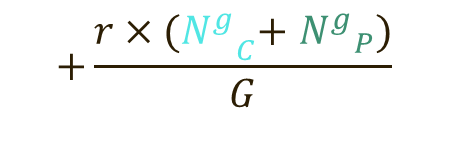 + r × (N^g_C + N^g_P) / G